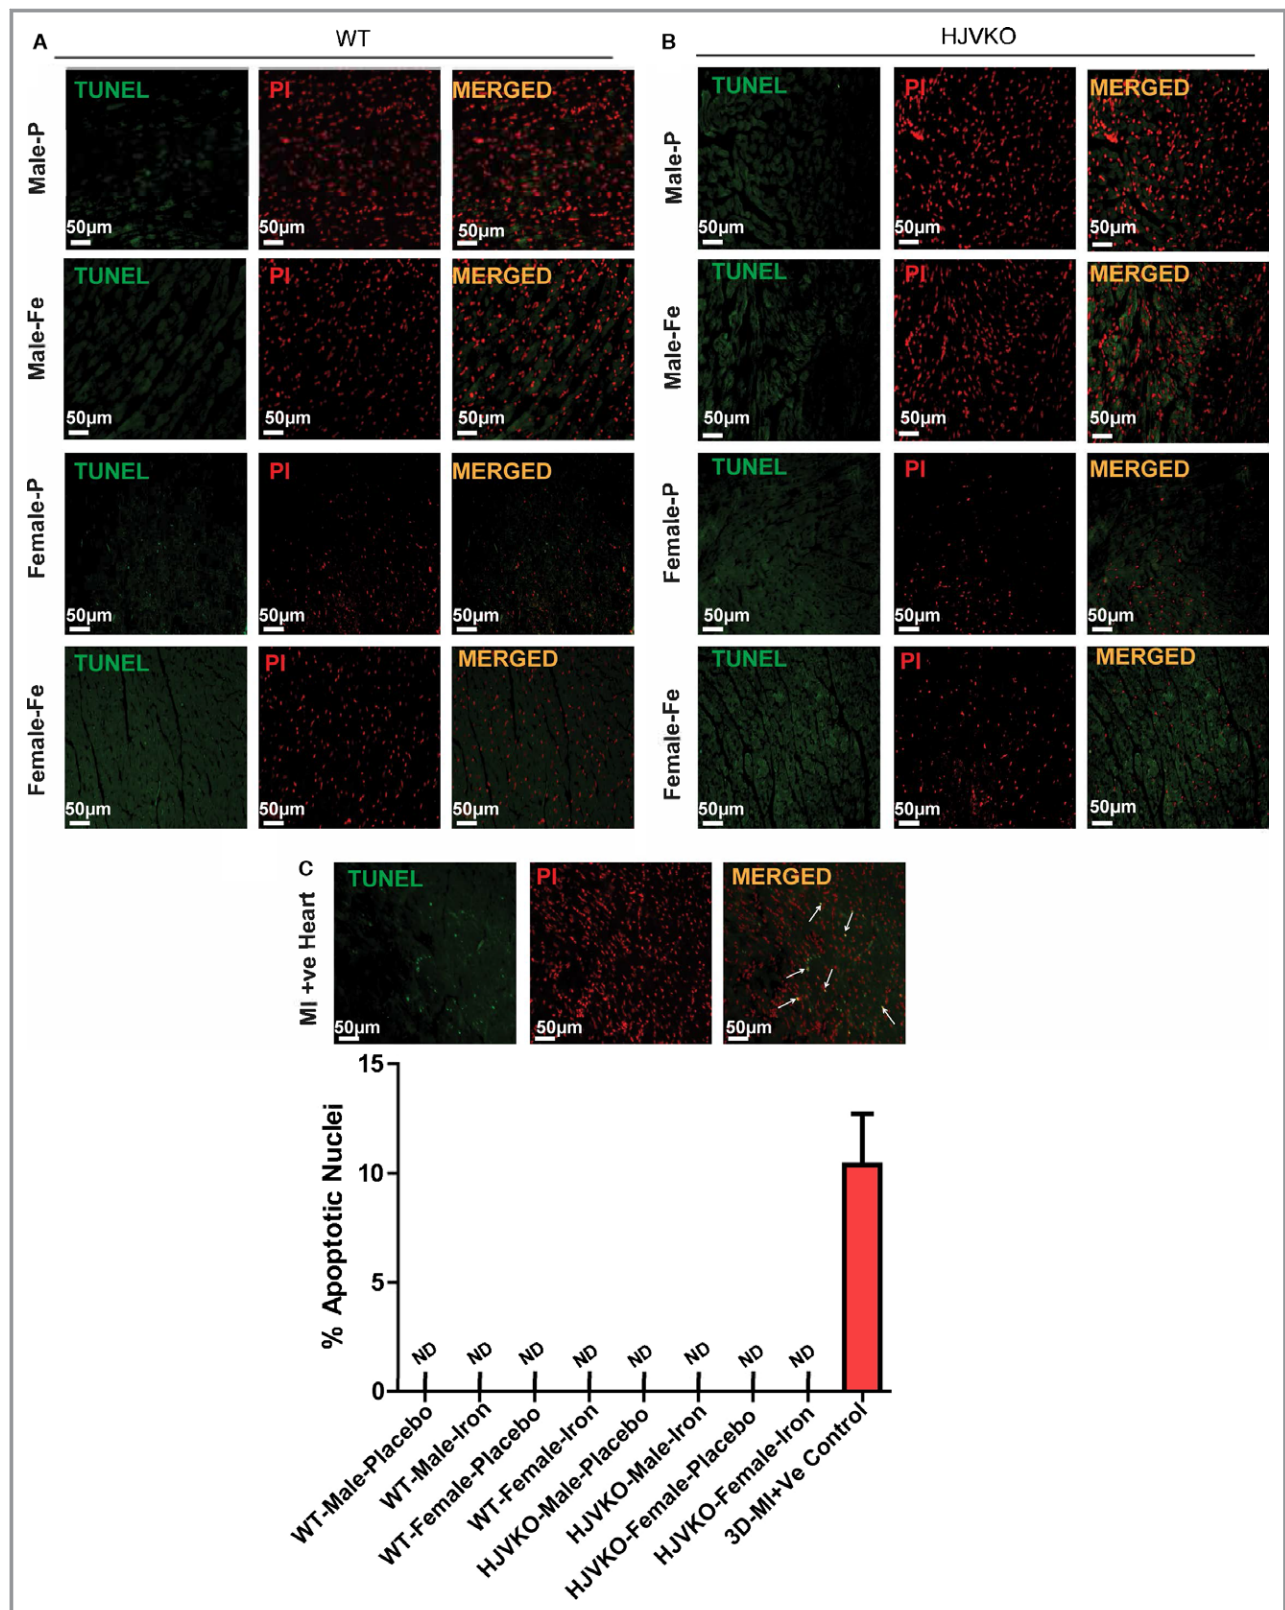 A WT
TUNEL PI MERGED
Male-P
50µm 50µm 50µm
TUNEL PI MERGED
Male-Fe
50µm 50µm 50µm
TUNEL PI MERGED
Female-P
50µm 50µm 50µm
TUNEL PI MERGED
Female-Fe
50µm 50µm 50µm
B HJVKO
TUNEL PI MERGED
Male-P
50µm 50µm 50µm
TUNEL PI MERGED
Male-Fe
50µm 50µm 50µm
TUNEL PI MERGED
Female-P
50µm 50µm 50µm
TUNEL PI MERGED
Female-Fe
50µm 50µm 50µm
C
TUNEL PI MERGED
MI +ve Heart
50µm 50µm 50µm
% Apoptotic Nuclei
15
10
5
0
ND ND ND ND ND ND ND ND
WT-Male-Placebo
WT-Male-Iron
WT-Female-Placebo
WT-Female-Iron
HJVKO-Male-Placebo
HJVKO-Male-Iron
HJVKO-Female-Placebo
HJVKO-Female-Iron
3D-MI+Ve Control